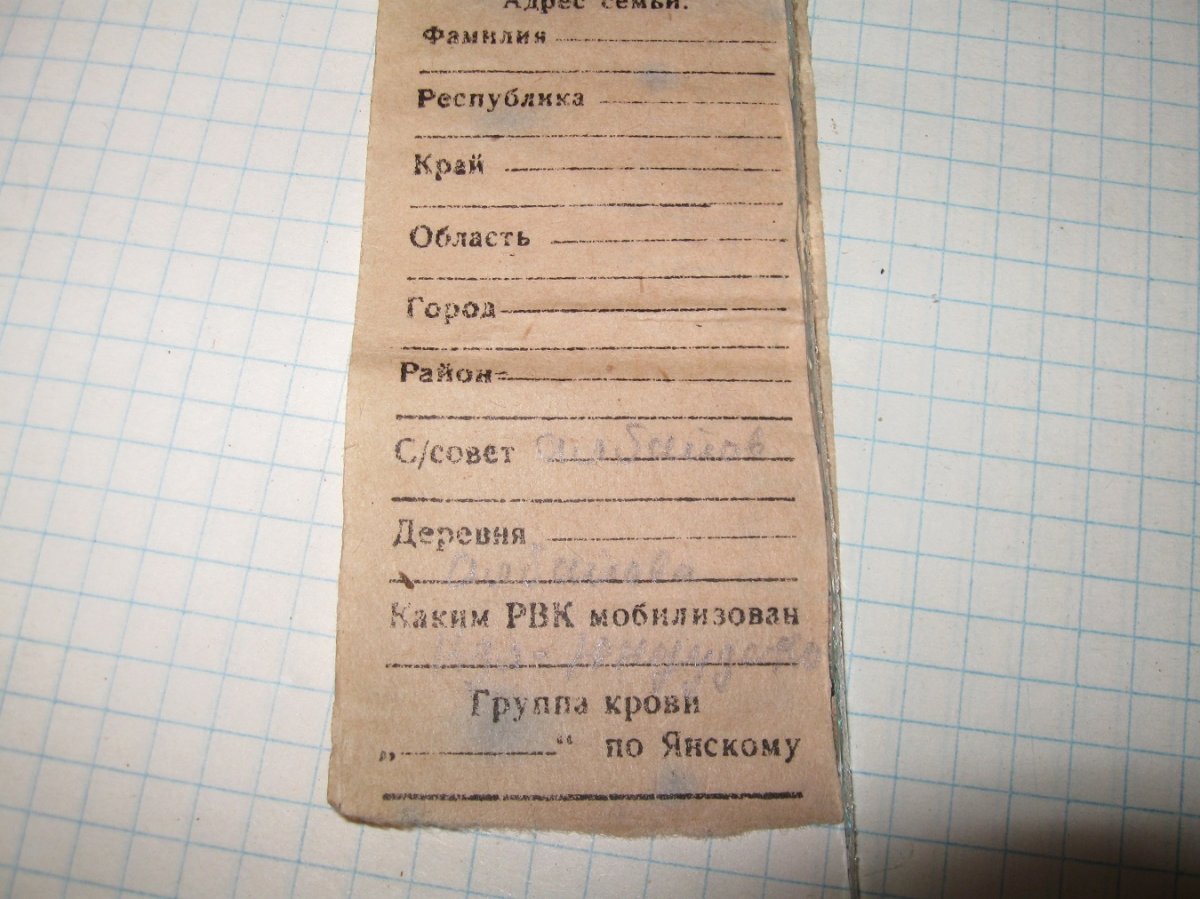 Адрес семьи:
Фамилия
Республика
Край
Область
Город
Район
С/совет
Деревня
Каким РВК мобилизован
Группа крови
„ “ по Янскому